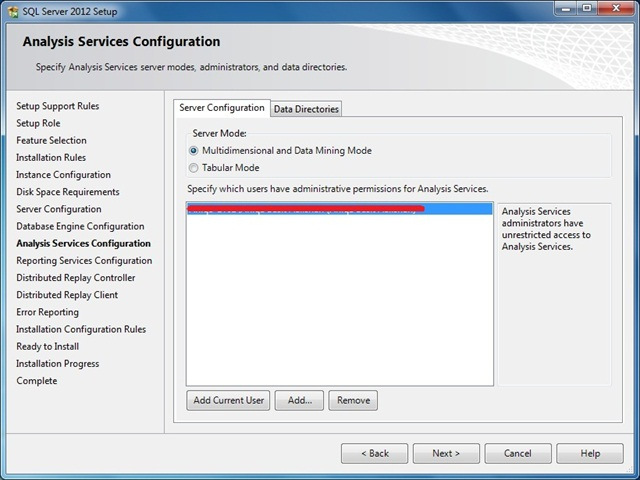 SQL Server 2012 Setup
Analysis Services Configuration
Specify Analysis Services server modes, administrators, and data directories.
Setup Support Rules
Setup Role
Feature Selection
Installation Rules
Instance Configuration
Disk Space Requirements
Server Configuration
Database Engine Configuration
Analysis Services Configuration
Reporting Services Configuration
Distributed Replay Controller
Distributed Replay Client
Error Reporting
Installation Configuration Rules
Ready to Install
Installation Progress
Complete
Server Configuration Data Directories
Server Mode:
Multidimensional and Data Mining Mode
Tabular Mode
Specify which users have administrative permissions for Analysis Services.
Analysis Services
administrators have
unrestricted access to
Analysis Services.
Add Current User Add... Remove
< Back Next > Cancel Help